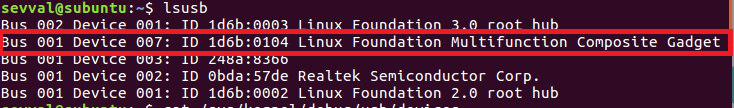 sevval@subuntu:~$ lsusb
Bus 002 Device 001: ID 1d6b:0003 Linux Foundation 3.0 root hub
Bus 001 Device 007: ID 1d6b:0104 Linux Foundation Multifunction Composite Gadget
Bus 001 Device 003: ID 248a:8366
Bus 001 Device 002: ID 0bda:57de Realtek Semiconductor Corp.
Bus 001 Device 001: ID 1d6b:0002 Linux Foundation 2.0 root hub